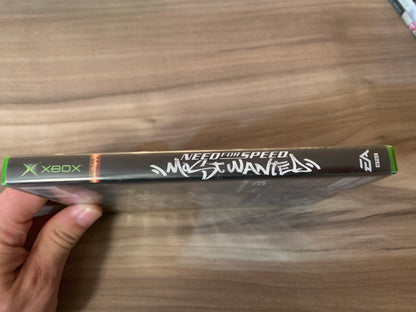 XBOX
NEED FOR SPEED
MOST WANTED
EA